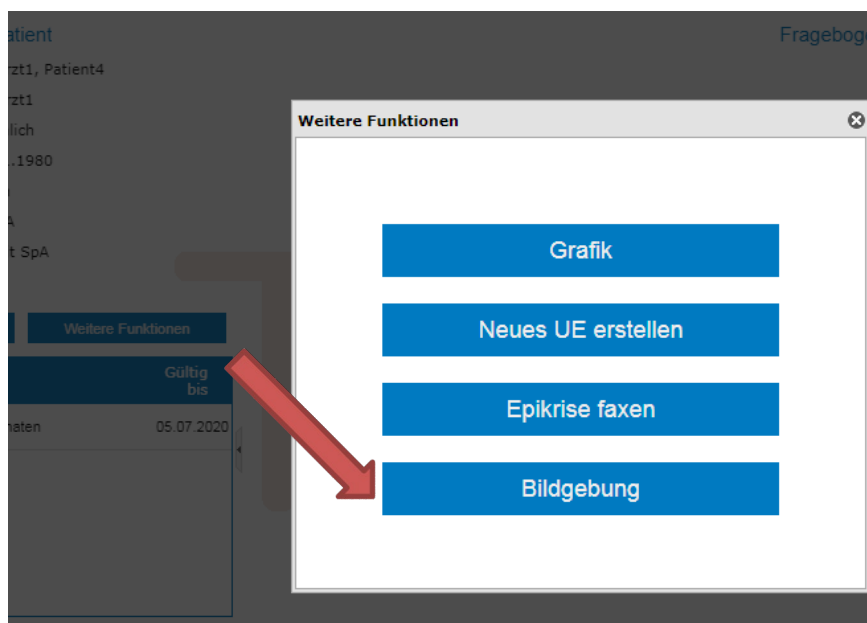 atient
Frageboge
rzt1, Patient4
rzt1
lich
..1980
A
t SpA
Weitere Funktionen
Gültig
bis
naten 05.07.2020
Weitere Funktionen
Grafik
Neues UE erstellen
Epikrise faxen
Bildgebung